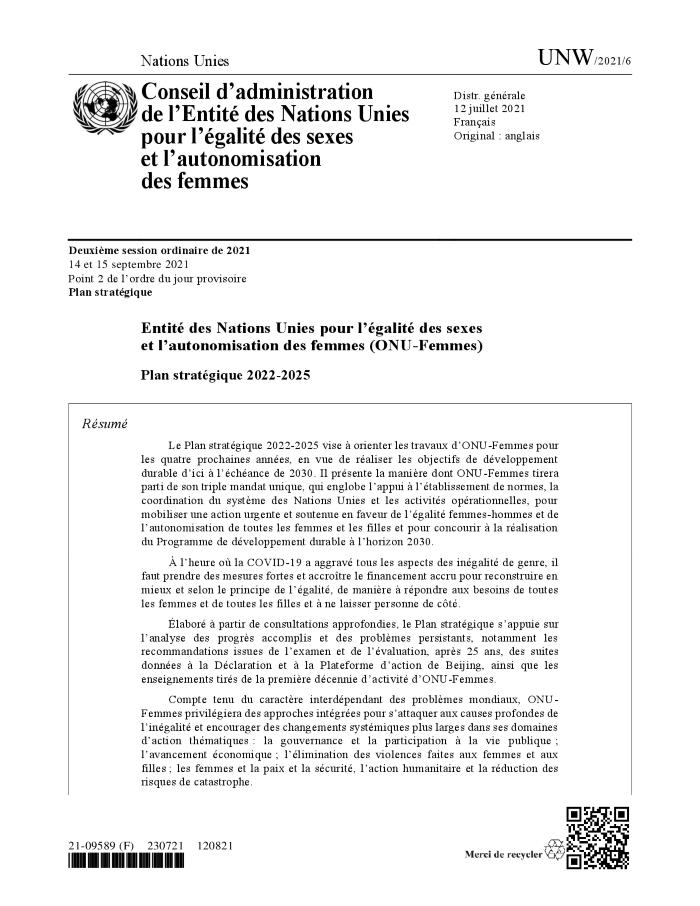 Nations Unies
UNW/2021/6
Conseil d’administration
de l’Entité des Nations Unies
pour l’égalité des sexes
et l’autonomisation
des femmes
Distr. générale
12 juillet 2021
Français
Original : anglais
Deuxième session ordinaire de 2021
14 et 15 septembre 2021
Point 2 de l’ordre du jour provisoire
Plan stratégique
Entité des Nations Unies pour l’égalité des sexes
et l’autonomisation des femmes (ONU-Femmes)
Plan stratégique 2022-2025
Résumé
Le Plan stratégique 2022-2025 vise à orienter les travaux d’ONU-Femmes pour
les quatre prochaines années, en vue de réaliser les objectifs de développement
durable d’ici à l’échéance de 2030. Il présente la manière dont ONU-Femmes tirera
parti de son triple mandat unique, qui englobe l’appui à l’établissement de normes, la
coordination du système des Nations Unies et les activités opérationnelles, pour
mobiliser une action urgente et soutenue en faveur de l’égalité femmes-hommes et de
l’autonomisation de toutes les femmes et les filles et pour concourir à la réalisation
du Programme de développement durable à l’horizon 2030.
À l’heure où la COVID-19 a aggravé tous les aspects des inégalité de genre, il
faut prendre des mesures fortes et accroître le financement accru pour reconstruire en
mieux et selon le principe de l’égalité, de manière à répondre aux besoins de toutes
les femmes et de toutes les filles et à ne laisser personne de côté.
Élaboré à partir de consultations approfondies, le Plan stratégique s’appuie sur
l’analyse des progrès accomplis et des problèmes persistants, notamment les
recommandations issues de l’examen et de l’évaluation, après 25 ans, des suites
données à la Déclaration et à la Plateforme d’action de Beijing, ainsi que les
enseignements tirés de la première décennie d’activité d’ONU-Femmes.
Compte tenu du caractère interdépendant des problèmes mondiaux, ONU-
Femmes privilégiera des approches intégrées pour s’attaquer aux causes profondes de
l’inégalité et encourager des changements systémiques plus larges dans ses domaines
d’action thématiques : la gouvernance et la participation à la vie publique ;
l’avancement économique ; l’élimination des violences faites aux femmes et aux
filles ; les femmes et la paix et la sécurité, l’action humanitaire et la réduction des
risques de catastrophe.
21-09589 (F) 230721 120821
Merci de recycler